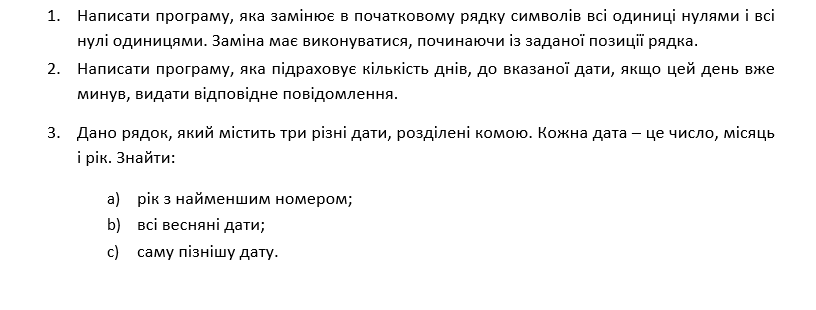 1. Написати програму, яка замінює в початковому рядку символів всі одиниці нулями і всі
нулі одиницями. Заміна має виконуватися, починаючи із заданої позиції рядка.
2. Написати програму, яка підраховує кількість днів, до вказаної дати, якщо цей день вже
минув, видати відповідне повідомлення.
3. Дано рядок, який містить три різні дати, розділені комою. Кожна дата – це число, місяць
і рік. Знайти:
a) рік з найменшим номером;
b) всі весняні дати;
c) саму пізнішу дату.